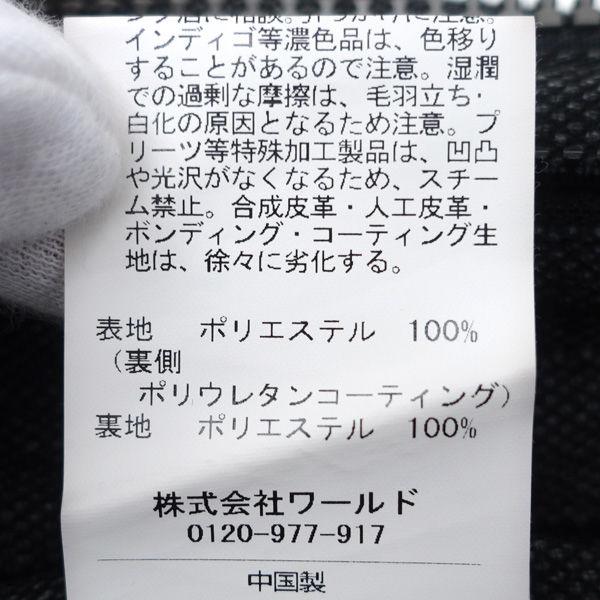 インディゴ等濃色品は、色移り
することがあるので注意。湿潤
での過剰な摩擦は、毛羽立ち・
白化の原因となるため注意。プ
リーツ等特殊加工製品は、凹凸
や光沢がなくなるため、スチー
ム禁止。合成皮革・人工皮革・
ボンディング・コーティング生
地は、徐々に劣化する。
表地 ポリエステル 100%
(裏側
ポリウレタンコーティング)
裏地 ポリエステル 100%
株式会社ワールド
0120-977-917
中国製